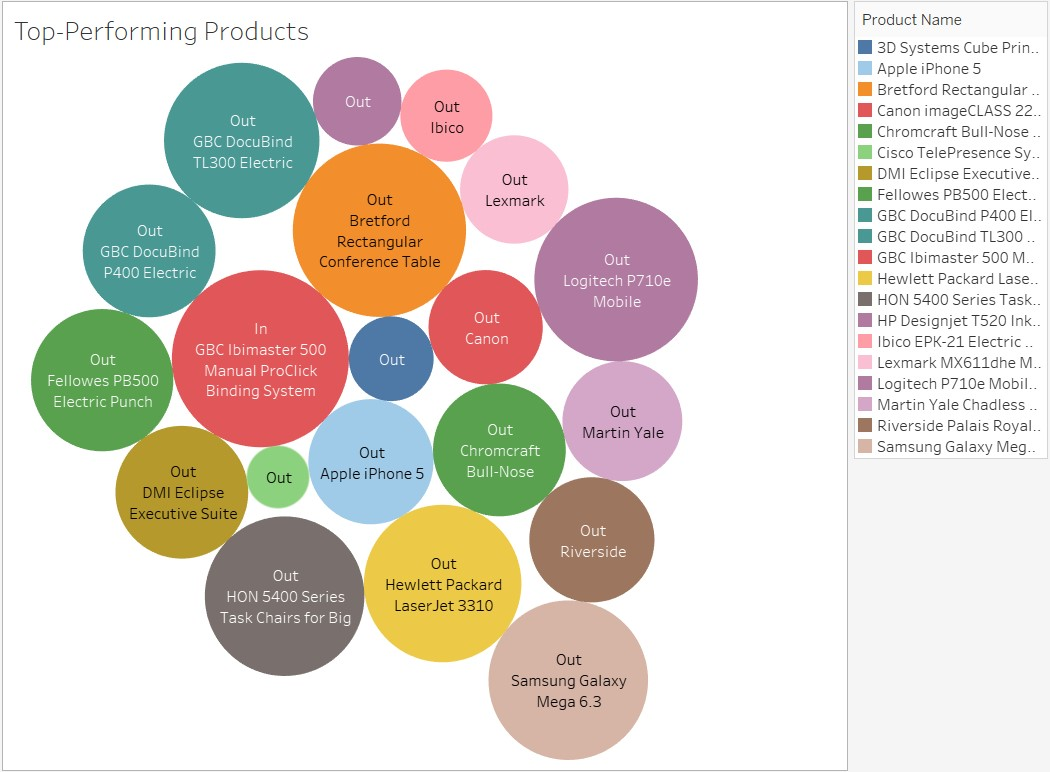 Top-Performing Products
Out
GBC DocuBind
TL300 Electric
Out
Out
Ibico
Out
Lexmark
Out
Bretford
Rectangular
Conference Table
Out
GBC DocuBind
P400 Electric
Out
Logitech P710e
Mobile
Out
Canon
In
GBC Ibimaster 500
Manual ProClick
Binding System
Out
Out
Fellowes PB500
Electric Punch
Out
Martin Yale
Out
Chromcraft
Bull-Nose
Out
Apple iPhone 5
Out
DMI Eclipse
Executive Suite
Out
Out
Riverside
Out
Hewlett Packard
LaserJet 3310
Out
HON 5400 Series
Task Chairs for Big
Out
Samsung Galaxy
Mega 6.3
Product Name
3D Systems Cube Prin..
Apple iPhone 5
Bretford Rectangular ..
Canon imageCLASS 22..
Chromcraft Bull-Nose ..
Cisco TelePresence Sy..
DMI Eclipse Executive..
Fellowes PB500 Elect..
GBC DocuBind P400 El..
GBC DocuBind TL300 ..
GBC Ibimaster 500 M..
Hewlett Packard Lase..
HON 5400 Series Task..
HP Designjet T520 Ink..
Ibico EPK-21 Electric ..
Lexmark MX611dhe M..
Logitech P710e Mobil..
Martin Yale Chadless ..
Riverside Palais Royal..
Samsung Galaxy Meg..